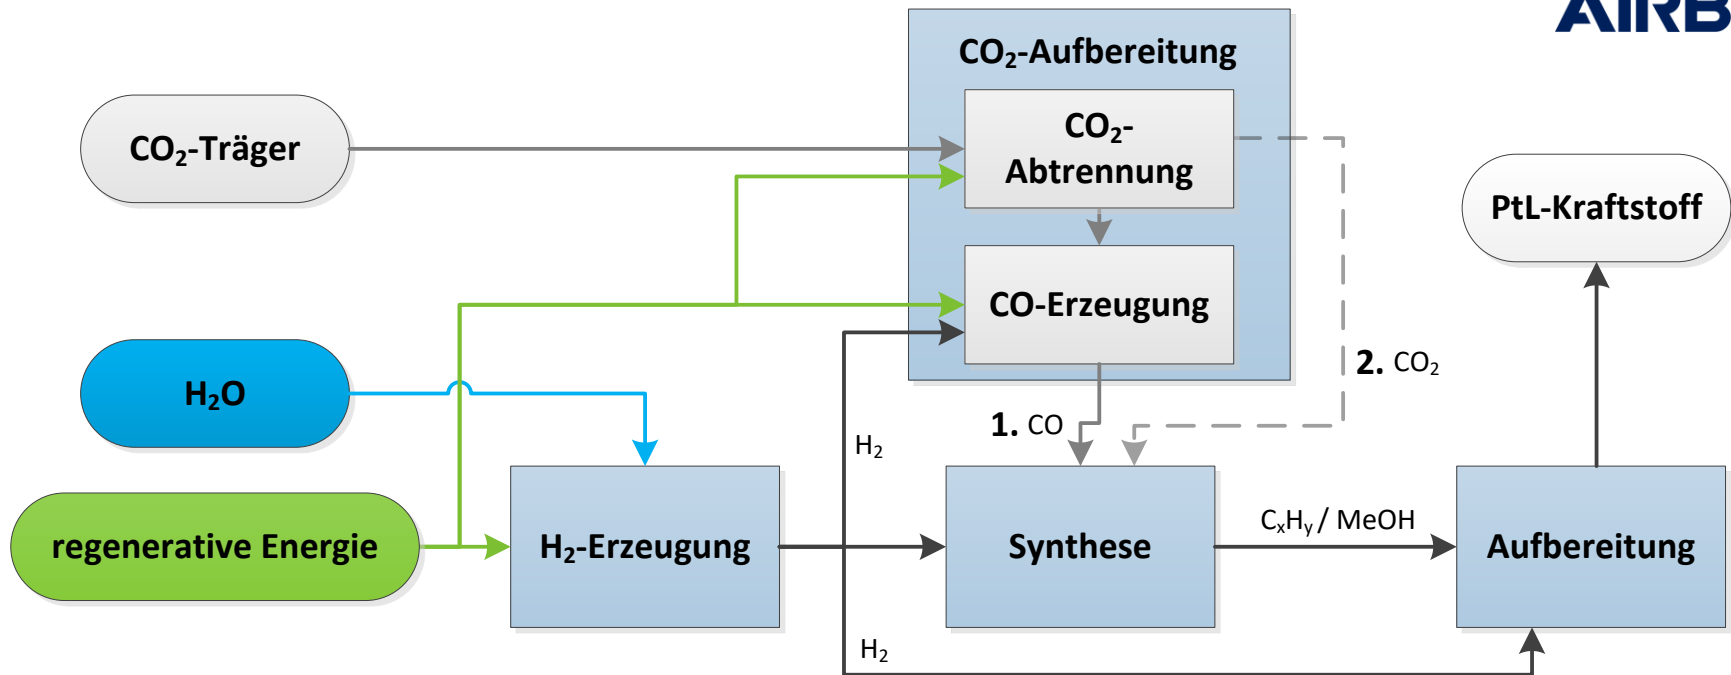 AIRB
CO₂-Aufbereitung
CO₂-Träger
CO₂-
Abtrennung
PtL-Kraftstoff
CO-Erzeugung
H₂O
2. CO₂
1. CO
H₂
regenerative Energie
H₂-Erzeugung
Synthese
CₓHᵧ / MeOH
Aufbereitung
H₂